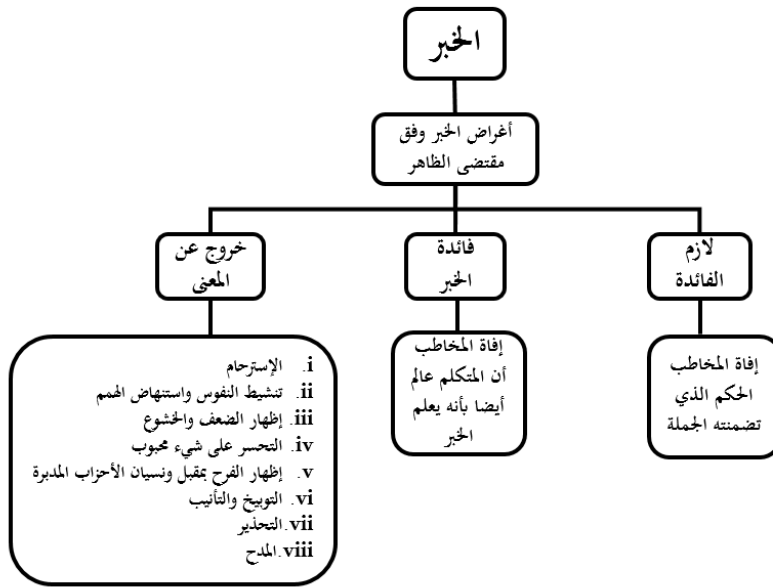 الخبر
أغراض الخبر وفق
مقتضى الظاهر
لازم
الفائدة
فائدة
الخبر
خروج عن
المعنى
إفاة المخاطب
الحكم الذي
تضمنته الجملة
إفاة المخاطب
أن المتكلم عالم
أيضا بأنه يعلم
الخبر
i. الإسترحام
ii. تنشيط النفوس واستنهاض الهمم
iii. إظهار الضعف والخشوع
iv. التحسر على شيء محبوب
v. إظهار الفرح بمقبل ونسيان الأحزاب المدبرة
vi. التوبيخ والتأنيب
vii. التحذير
viii. المدح